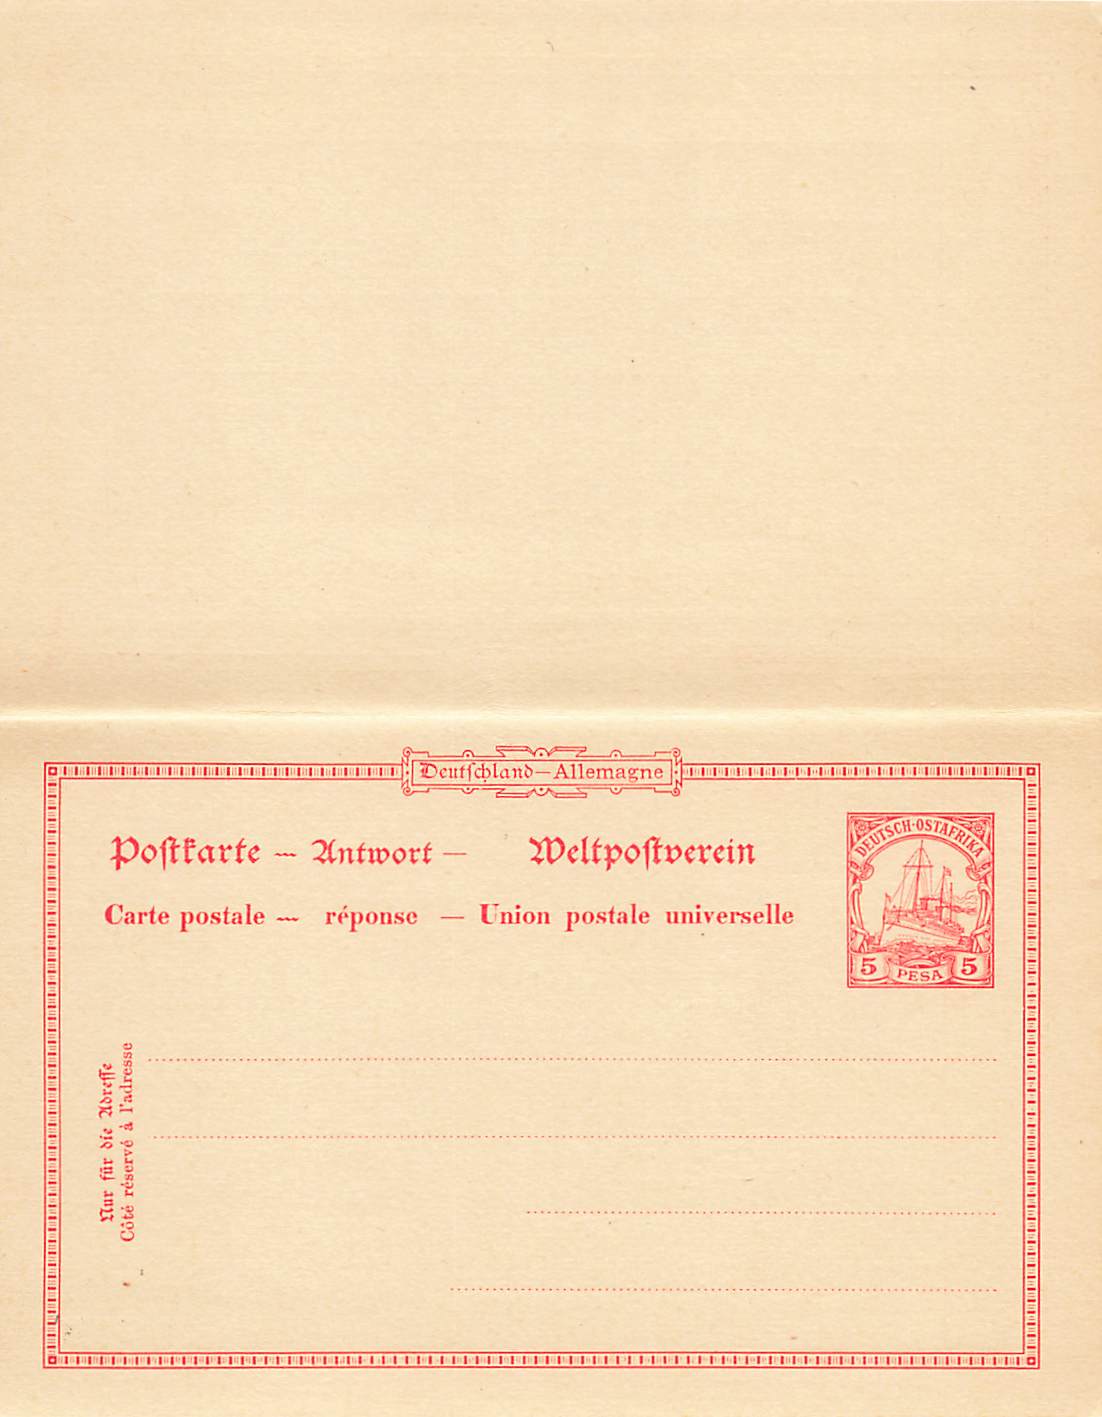 Deutschland—Allemagne
Postkarte — Antwort — Weltpostverein
Carte postale — réponse — Union postale universelle
DEUTSCH-OSTAFRIKA
5 PESA 5
Nur für die Adresse
Côté réservé à l'adresse